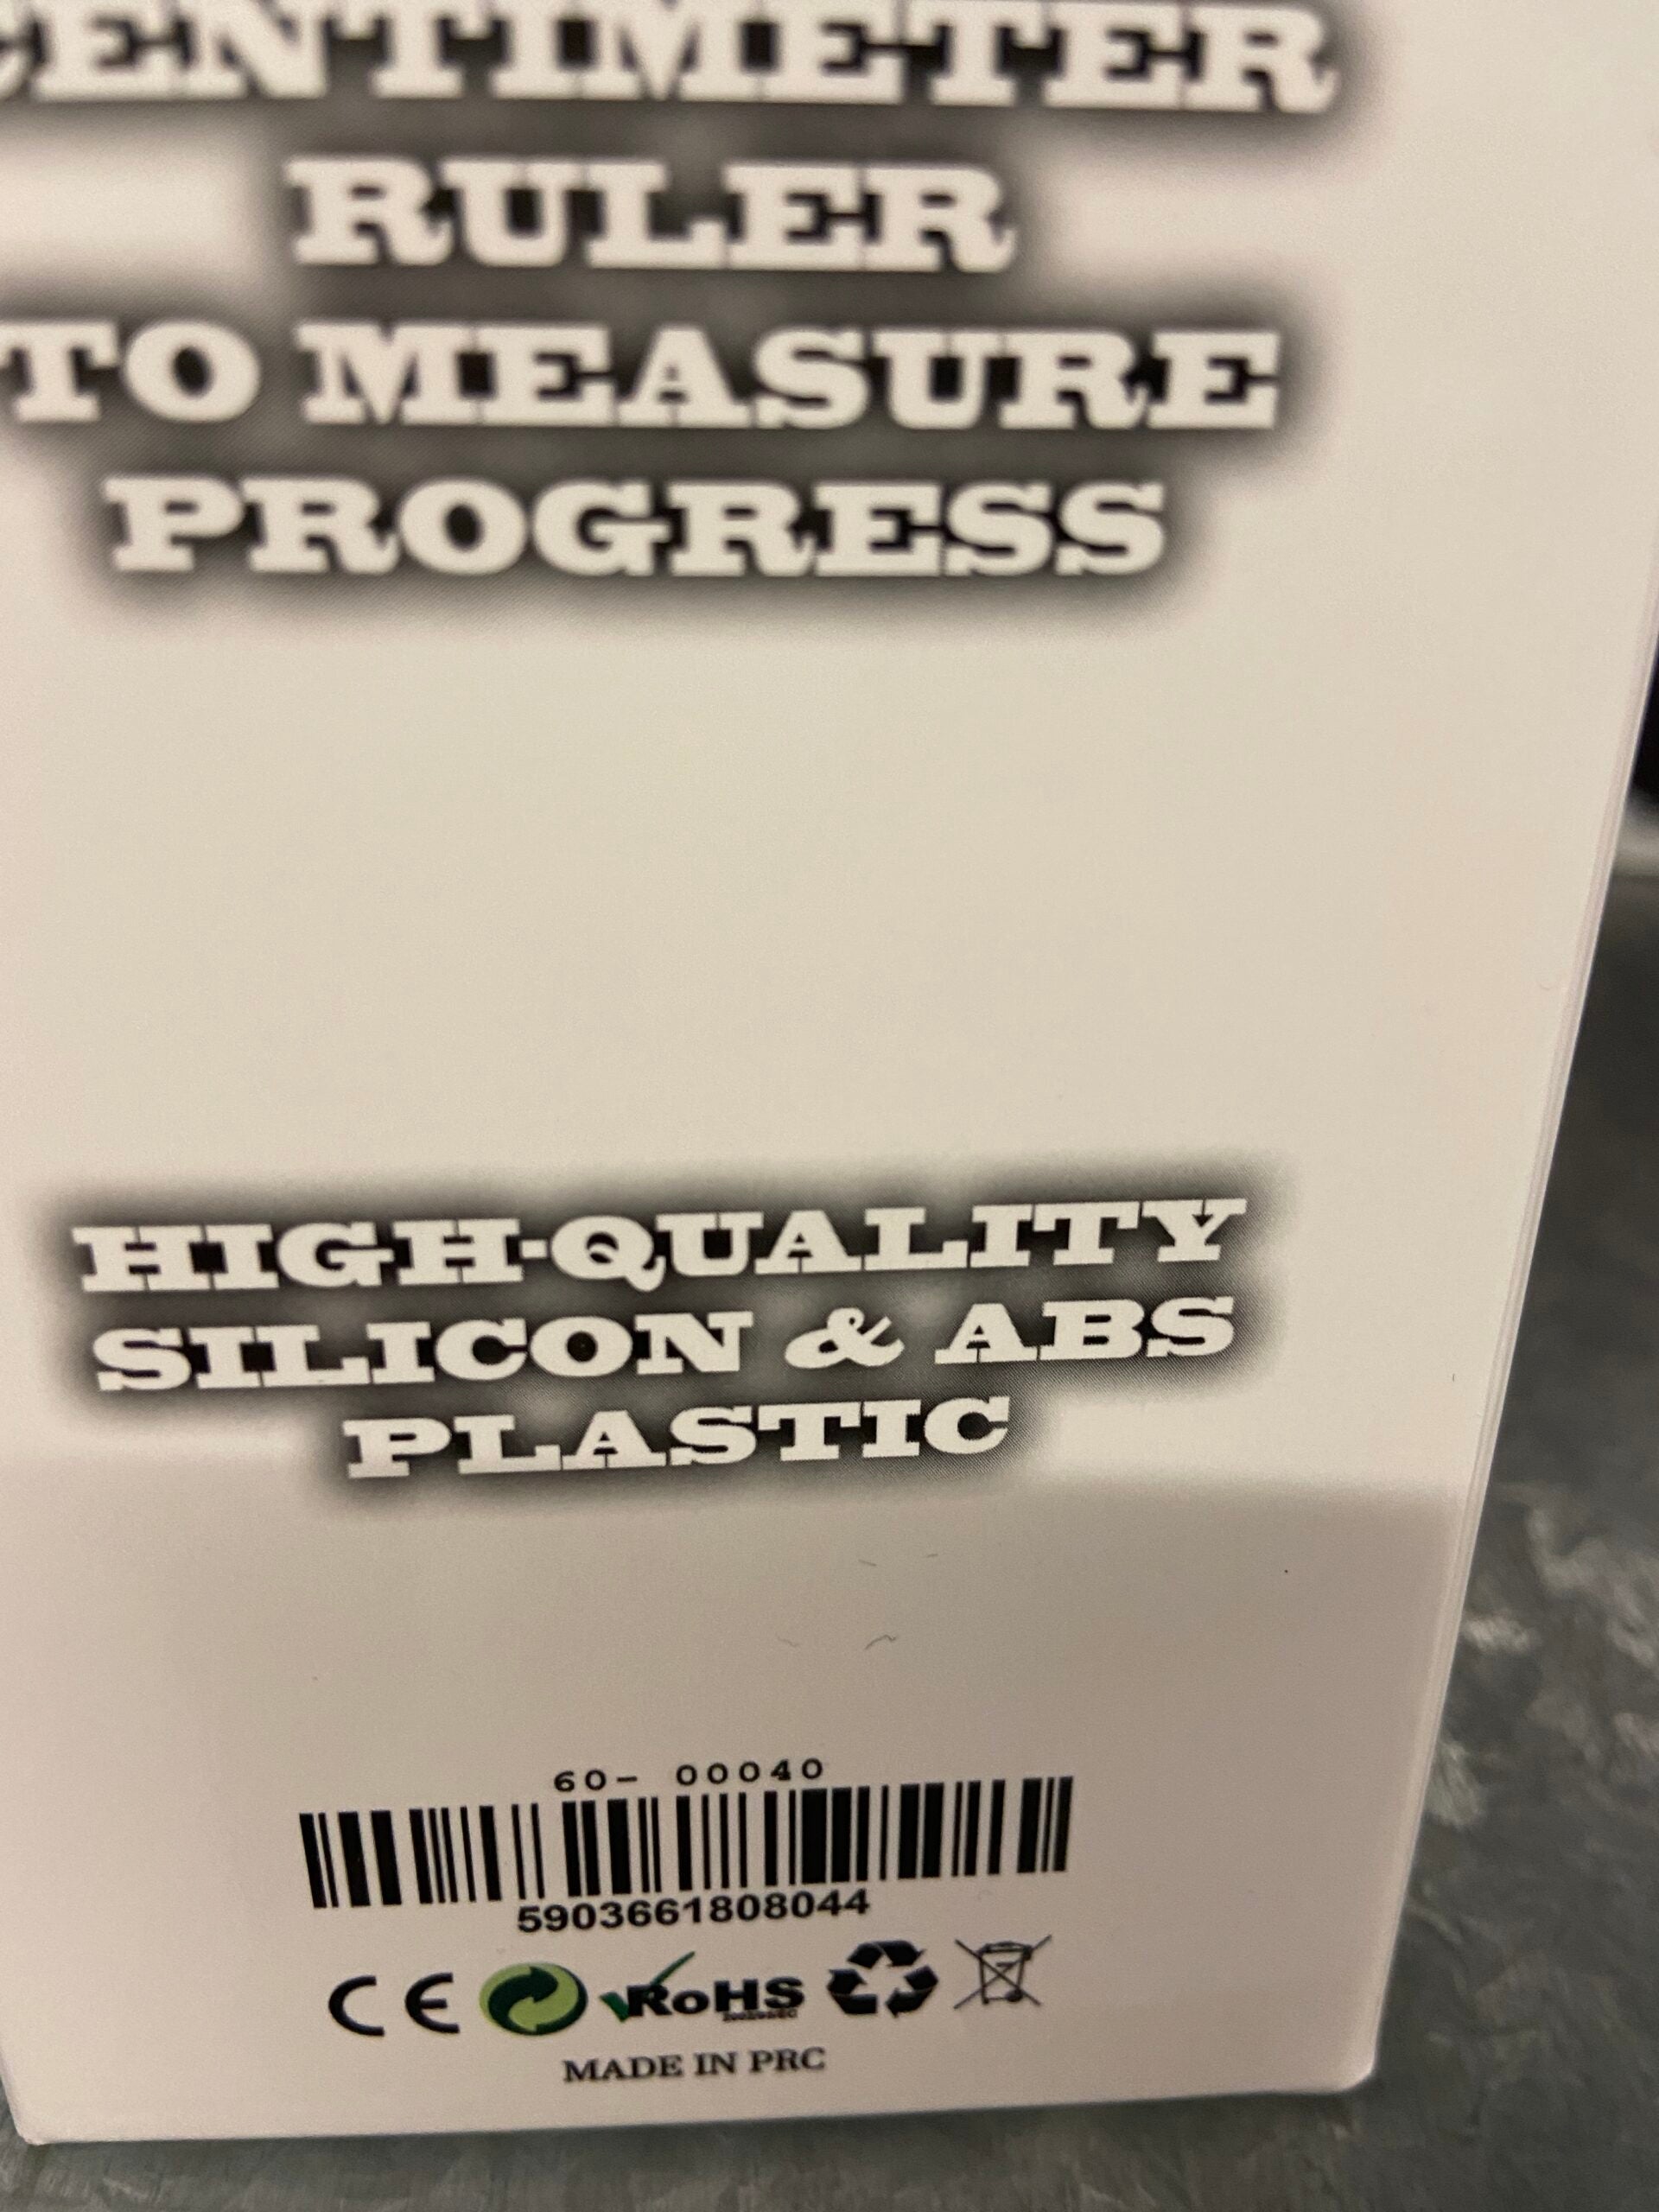 CENTIMETER
RULER
TO MEASURE
PROGRESS
HIGH-QUALITY
SILICON & ABS
PLASTIC
60- 00040
5903661808044
CE RoHS
MADE IN PRC